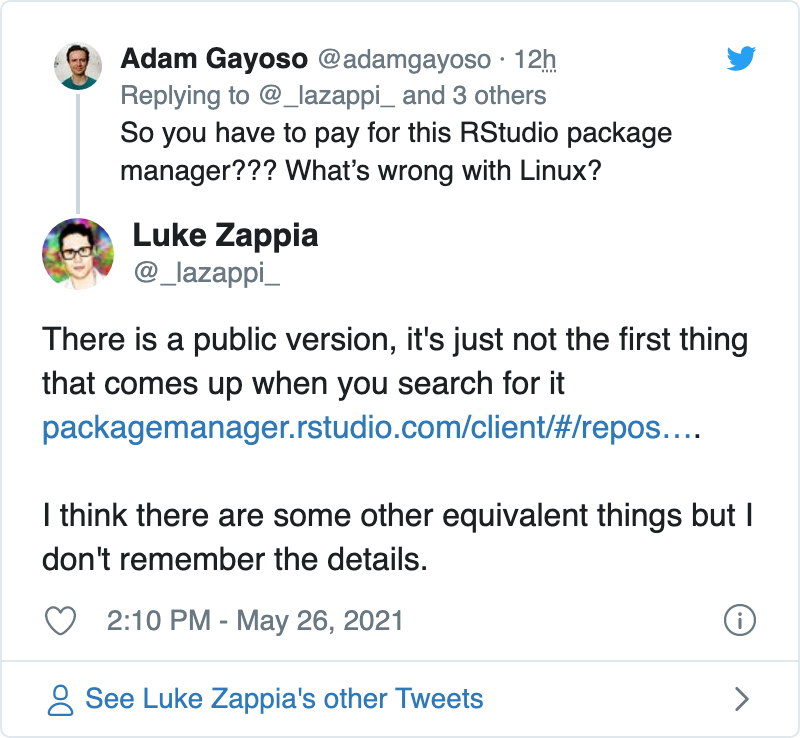 Adam Gayoso @adamgayoso · 12h
Replying to @_lazappi_ and 3 others
So you have to pay for this RStudio package
manager??? What’s wrong with Linux?
Luke Zappia
@_lazappi_
There is a public version, it's just not the first thing
that comes up when you search for it
packagemanager.rstudio.com/client/#/repos….
I think there are some other equivalent things but I
don't remember the details.
2:10 PM - May 26, 2021
See Luke Zappia's other Tweets